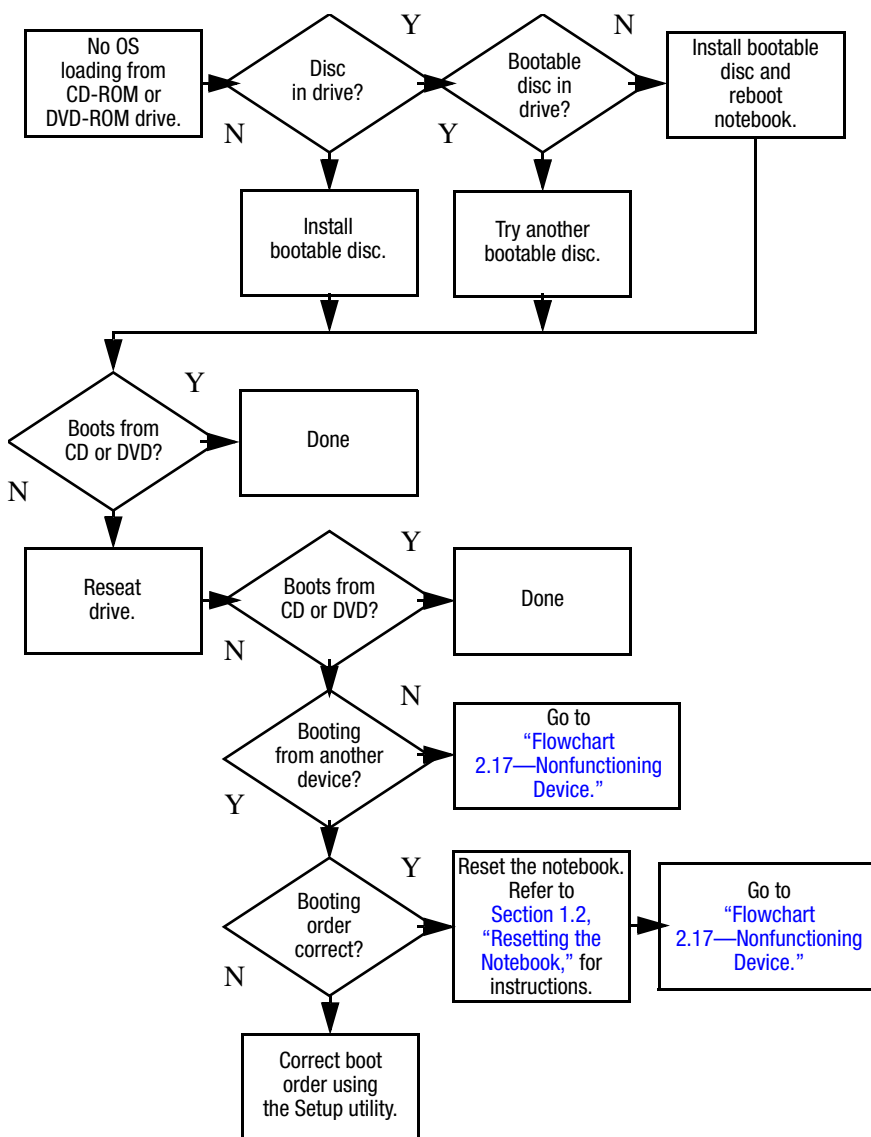 No OS
loading from
CD-ROM or
DVD-ROM drive.
Y
N
Disc
in drive?
N
Y
Bootable
disc in
drive?
Install bootable
disc and
reboot
notebook.
Install
bootable disc.
Try another
bootable disc.
Y
N
Boots from
CD or DVD?
Done
Reseat
drive.
Y
N
Boots from
CD or DVD?
Done
N
Y
Booting
from another
device?
Go to
“Flowchart
2.17—Nonfunctioning
Device.”
Y
N
Booting
order
correct?
Reset the notebook.
Refer to
Section 1.2,
“Resetting the
Notebook,” for
instructions.
Go to
“Flowchart
2.17—Nonfunctioning
Device.”
Correct boot
order using
the Setup utility.